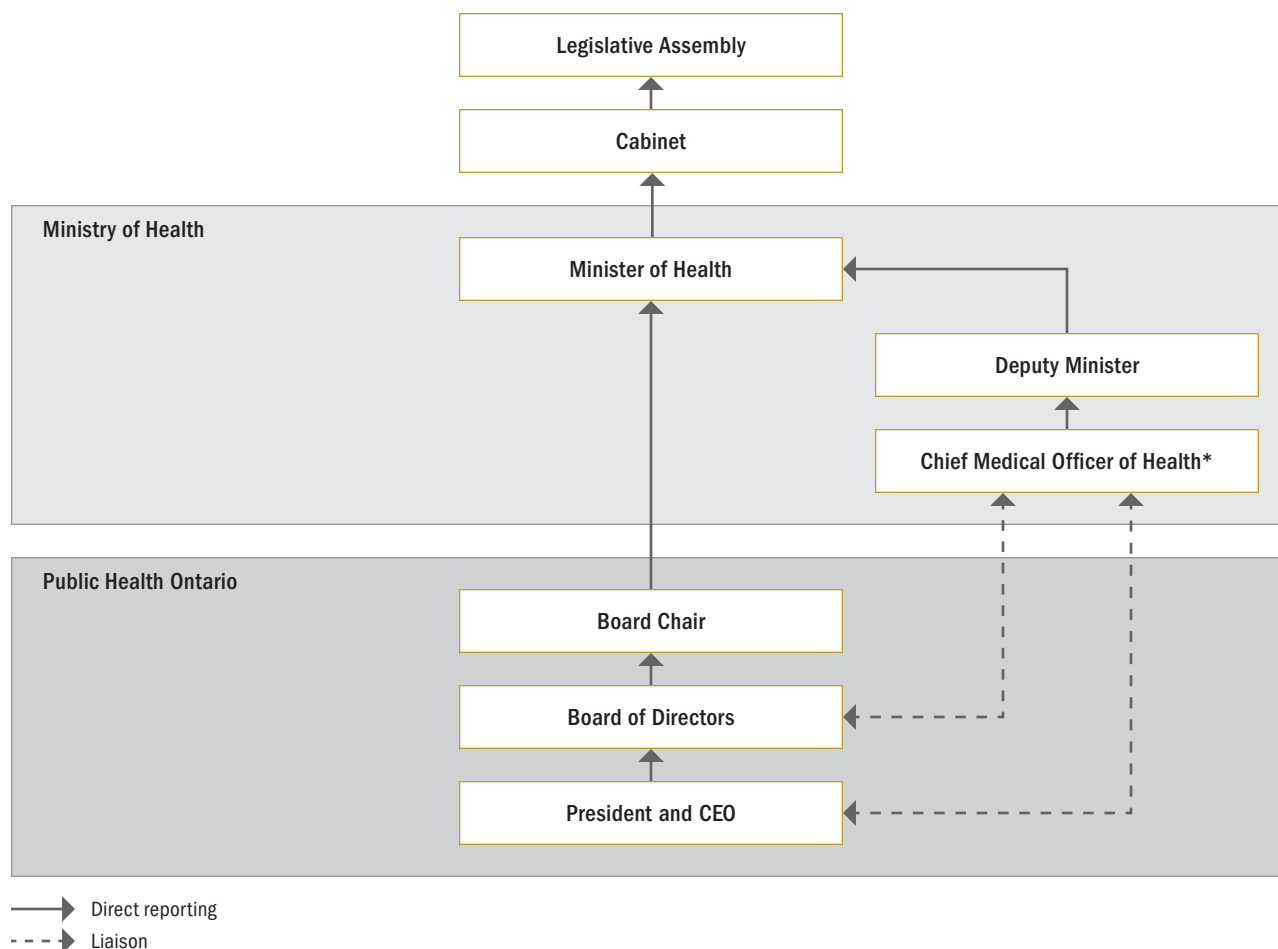 Legislative Assembly
Cabinet
Ministry of Health
Minister of Health
Deputy Minister
Chief Medical Officer of Health*
Public Health Ontario
Board Chair
Board of Directors
President and CEO
Direct reporting
Liaison